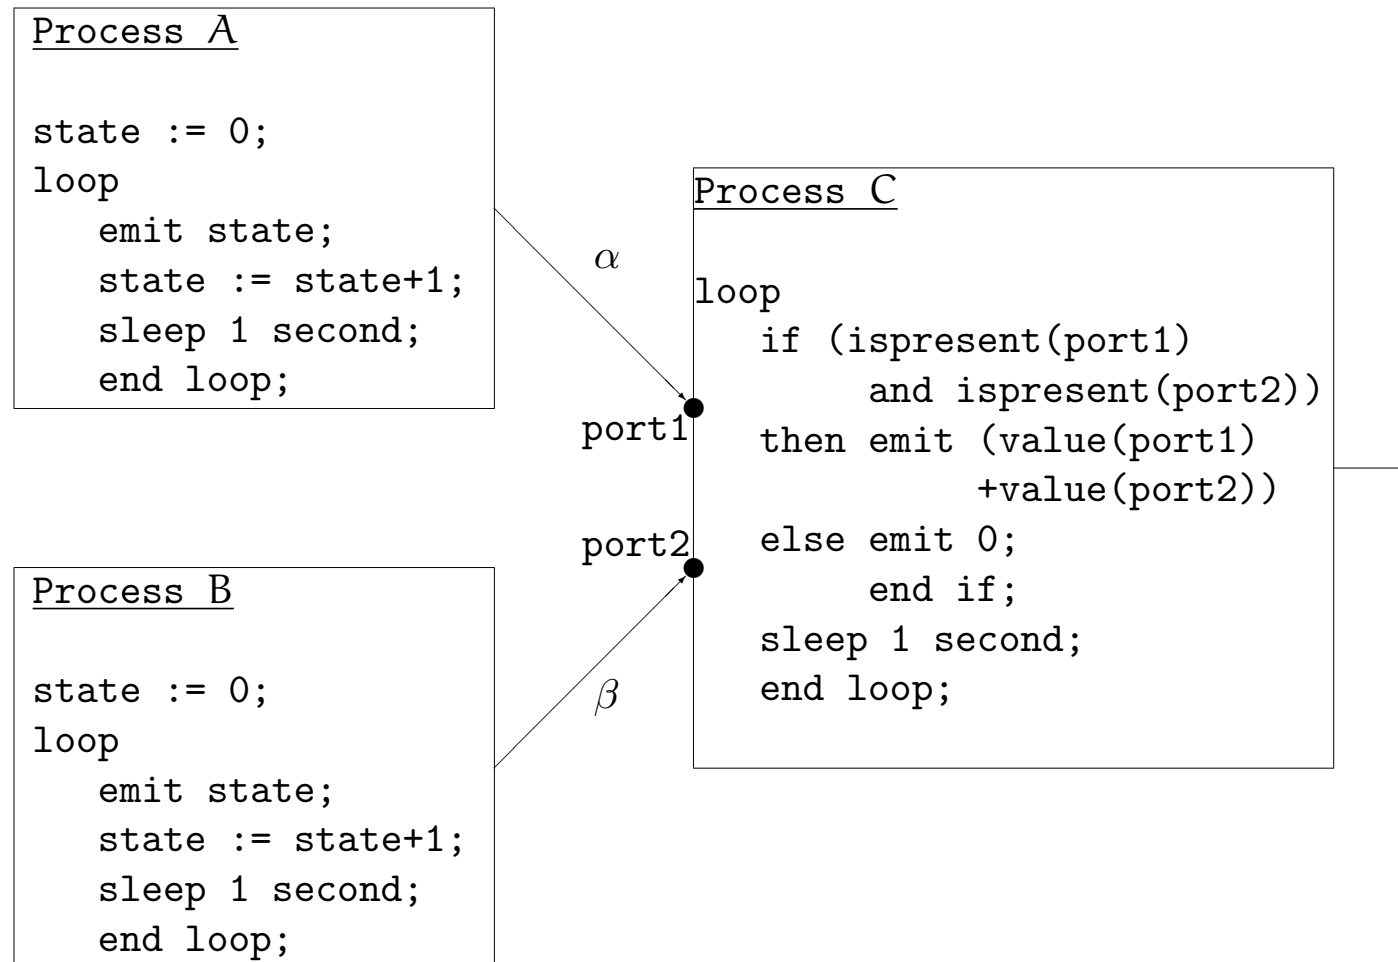 Process A
state := 0;
loop
emit state;
state := state+1;
sleep 1 second;
end loop;
α
port1
port2
Process B
state := 0;
loop
emit state;
state := state+1;
sleep 1 second;
end loop;
β
Process C
loop
if (ispresent(port1)
and ispresent(port2))
then emit (value(port1)
+value(port2))
else emit 0;
end if;
sleep 1 second;
end loop;